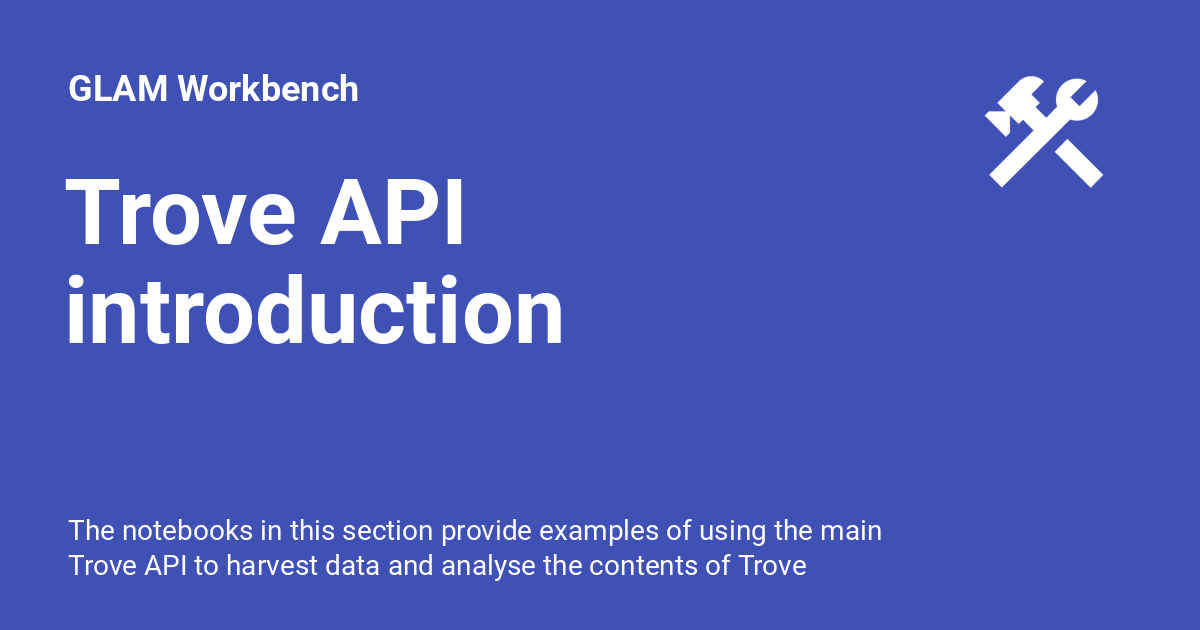 GLAM Workbench
Trove API
introduction
The notebooks in this section provide examples of using the main
Trove API to harvest data and analyse the contents of Trove